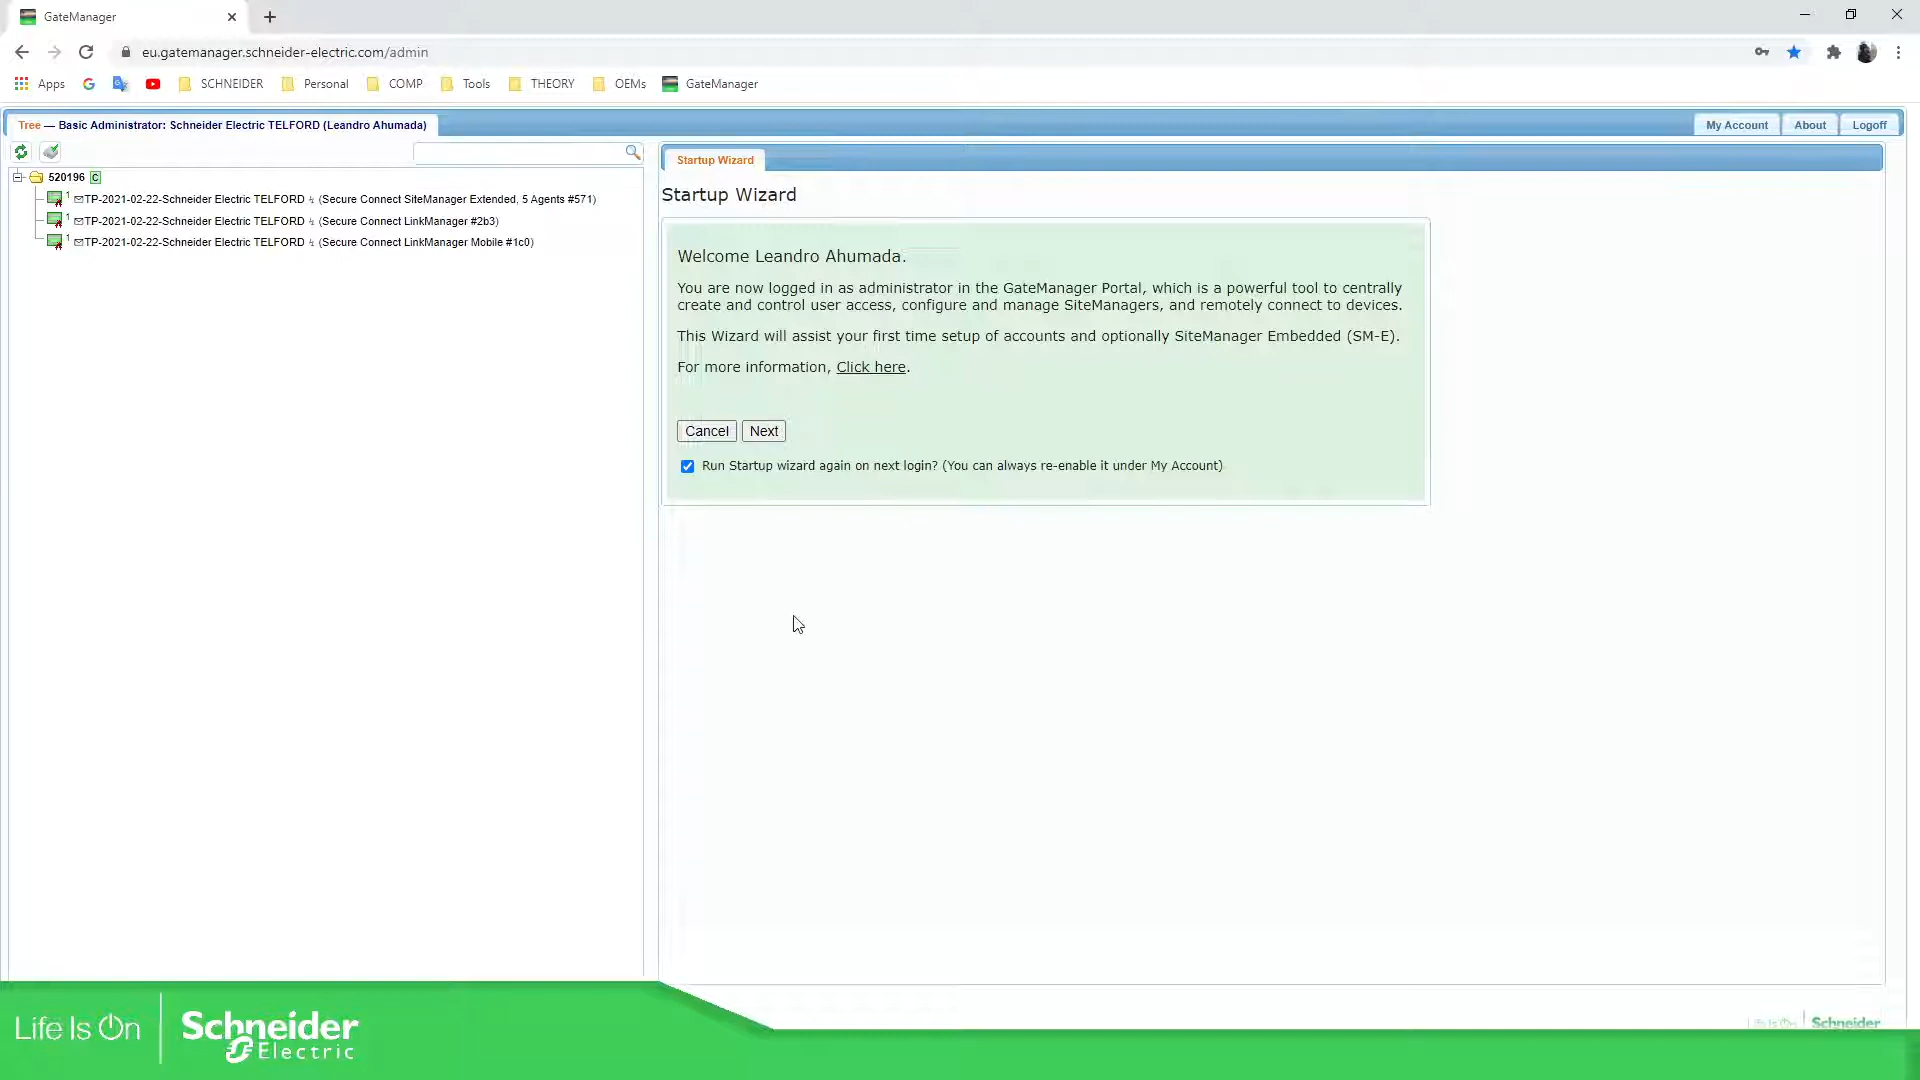 GateManager
eu.gatemanager.schneider-electric.com/admin
Apps SCHNEIDER Personal COMP Tools THEORY OEMs GateManager
Tree — Basic Administrator: Schneider Electric TELFORD (Leandro Ahumada)
My Account About Logoff
520196 C
1 TP-2021-02-22-Schneider Electric TELFORD (Secure Connect SiteManager Extended, 5 Agents #571)
1 TP-2021-02-22-Schneider Electric TELFORD (Secure Connect LinkManager #2b3)
1 TP-2021-02-22-Schneider Electric TELFORD (Secure Connect LinkManager Mobile #1c0)
Startup Wizard
Startup Wizard
Welcome Leandro Ahumada.
You are now logged in as administrator in the GateManager Portal, which is a powerful tool to centrally
create and control user access, configure and manage SiteManagers, and remotely connect to devices.
This Wizard will assist your first time setup of accounts and optionally SiteManager Embedded (SM-E).
For more information, Click here.
Cancel Next
Run Startup wizard again on next login? (You can always re-enable it under My Account)
Life Is On Schneider
Electric
Life Is On Schneider